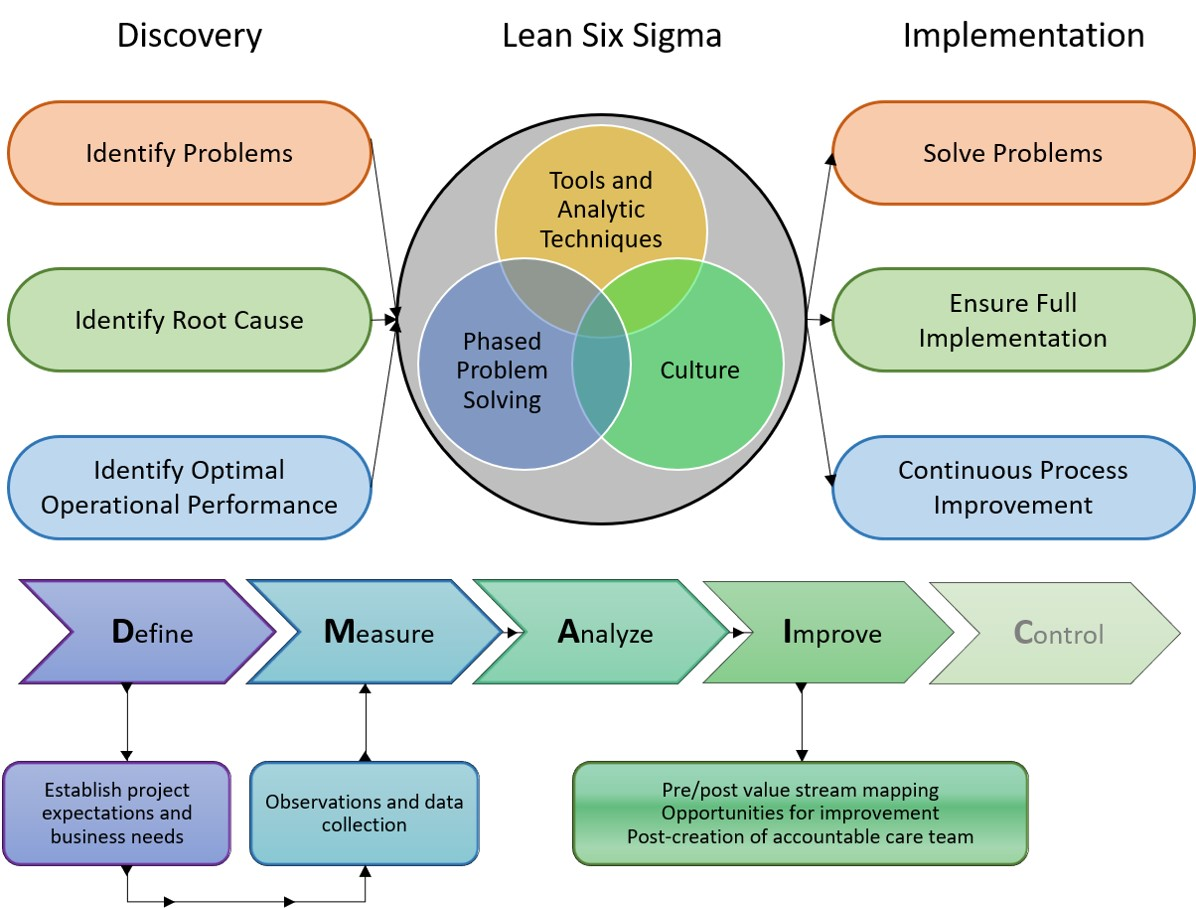 Discovery
Lean Six Sigma
Implementation
Identify Problems
Tools and
Analytic
Techniques
Solve Problems
Identify Root Cause
Phased
Problem
Solving
Culture
Ensure Full
Implementation
Identify Optimal
Operational Performance
Continuous Process
Improvement
Define
Measure
Analyze
Improve
Control
Establish project
expectations and
business needs
Observations and data
collection
Pre/post value stream mapping
Opportunities for improvement
Post-creation of accountable care team